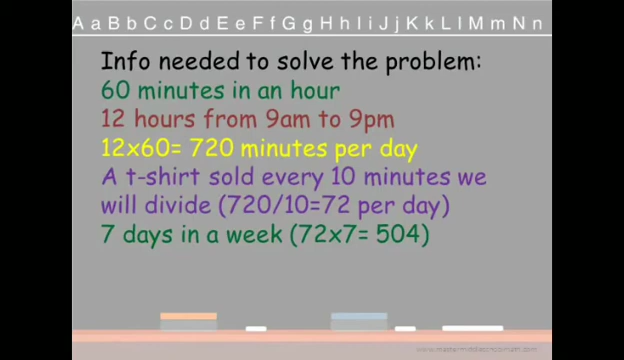 AaBbCcDdEeFfGgHhIiJjKkLlMmNn
Info needed to solve the problem:
60 minutes in an hour
12 hours from 9am to 9pm
12x60= 720 minutes per day
A t-shirt sold every 10 minutes we
will divide (720/10=72 per day)
7 days in a week (72x7= 504)